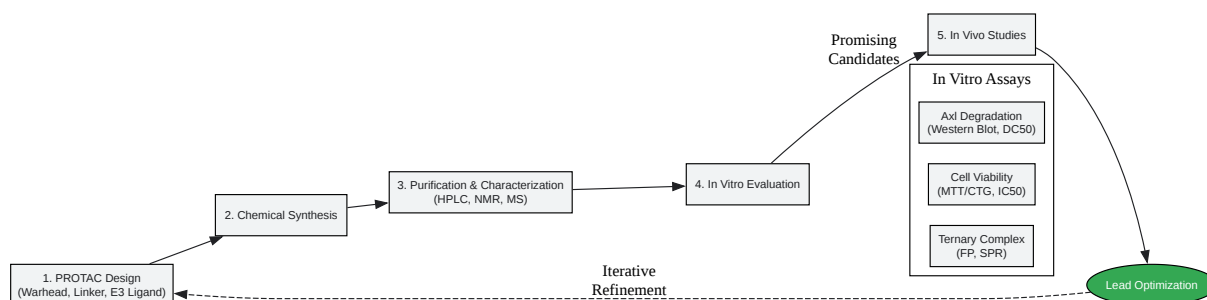 1. PROTAC Design
(Warhead, Linker, E3 Ligand)
2. Chemical Synthesis
3. Purification & Characterization
(HPLC, NMR, MS)
4. In Vitro Evaluation
Promising
Candidates
5. In Vivo Studies
In Vitro Assays
Axl Degradation
(Western Blot, DC50)
Cell Viability
(MTT/CTG, IC50)
Ternary Complex
(FP, SPR)
Lead Optimization
Iterative
Refinement